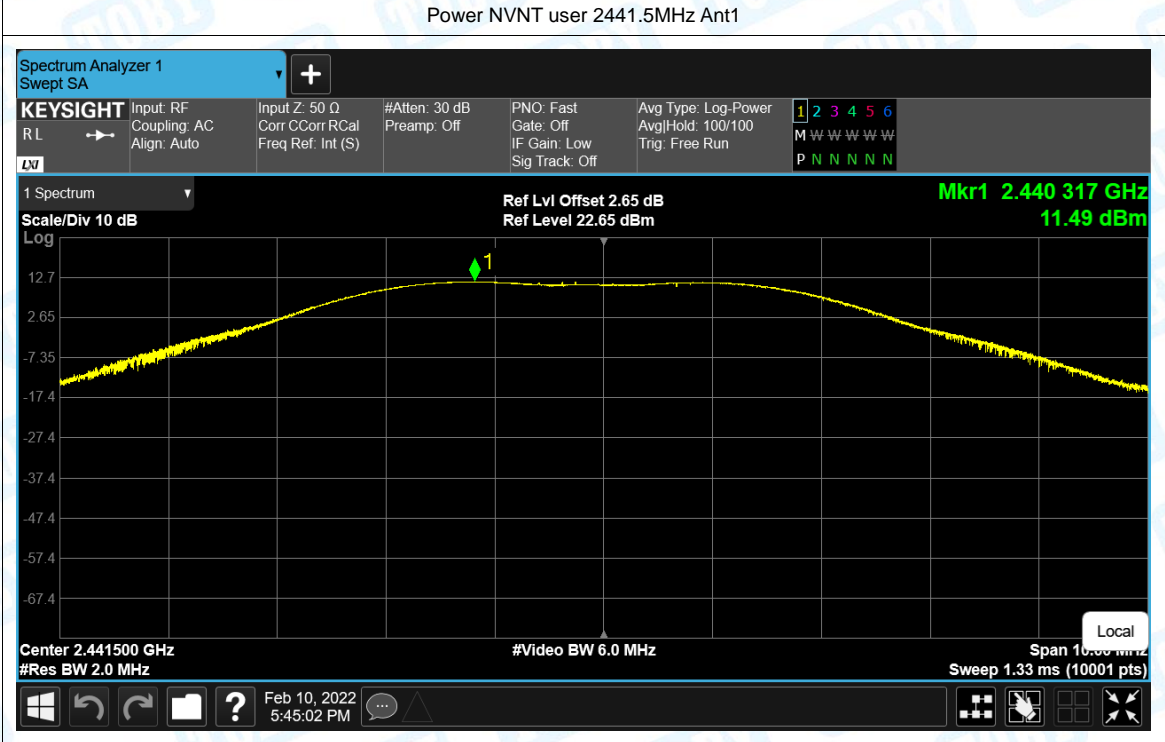 Power NVNT user 2441.5MHz Ant1
Spectrum Analyzer 1
Swept SA
KEYSIGHT
R L
LXI
Input: RF
Coupling: AC
Align: Auto
Input Z: 50 Ω
Corr CCorr RCal
Freq Ref: Int (S)
#Atten: 30 dB
Preamp: Off
PNO: Fast
Gate: Off
IF Gain: Low
Sig Track: Off
Avg Type: Log-Power
Avg|Hold: 100/100
Trig: Free Run
1 2 3 4 5 6
M W W W W W
P N N N N N
1 Spectrum
Scale/Div 10 dB
Log
Ref Lvl Offset 2.65 dB
Ref Level 22.65 dBm
Mkr1 2.440 317 GHz
11.49 dBm
1
12.7
2.65
-7.35
-17.4
-27.4
-37.4
-47.4
-57.4
-67.4
Local
Center 2.441500 GHz
#Res BW 2.0 MHz
#Video BW 6.0 MHz
Span 10.00 MHz
Sweep 1.33 ms (10001 pts)
?
Feb 10, 2022
5:45:02 PM
TOBY